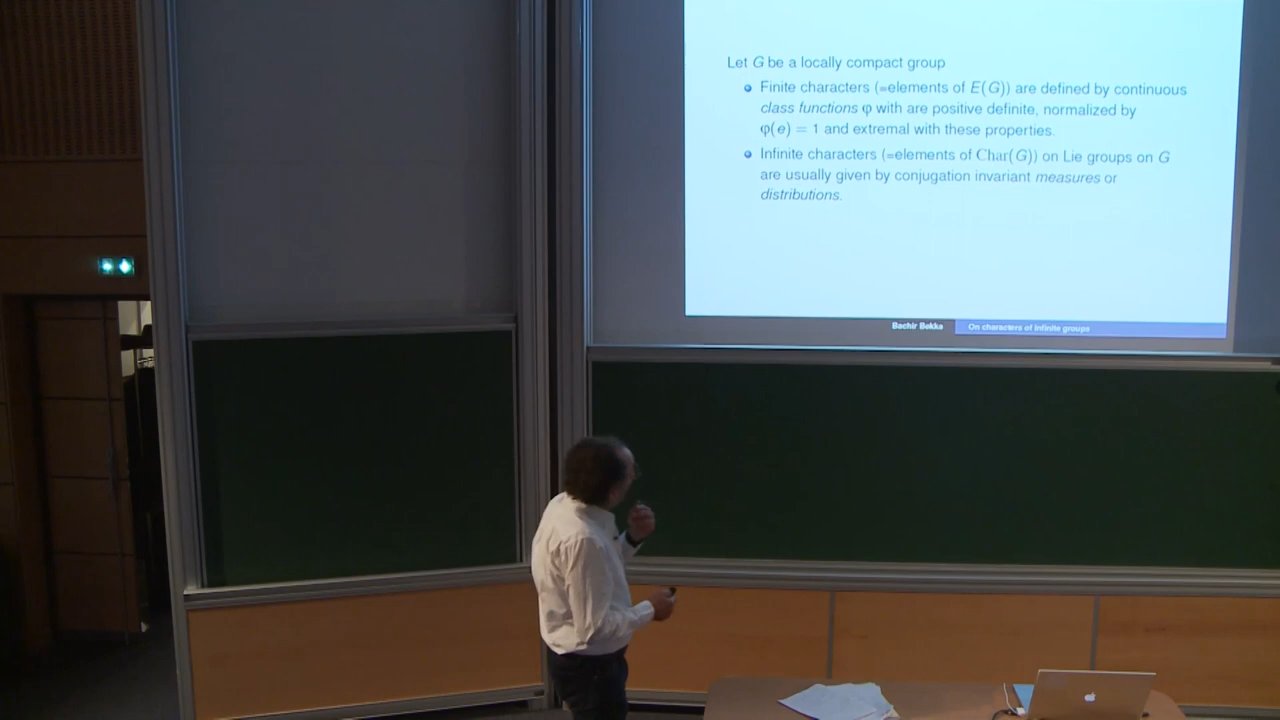 Let G be a locally compact group
Finite characters (=elements of E(G)) are defined by continuous
class functions φ with are positive definite, normalized by
φ(e) = 1 and extremal with these properties.
Infinite characters (=elements of Char(G)) on Lie groups on G
are usually given by conjugation invariant measures or
distributions.
Bachir Bekka
On characters of infinite groups